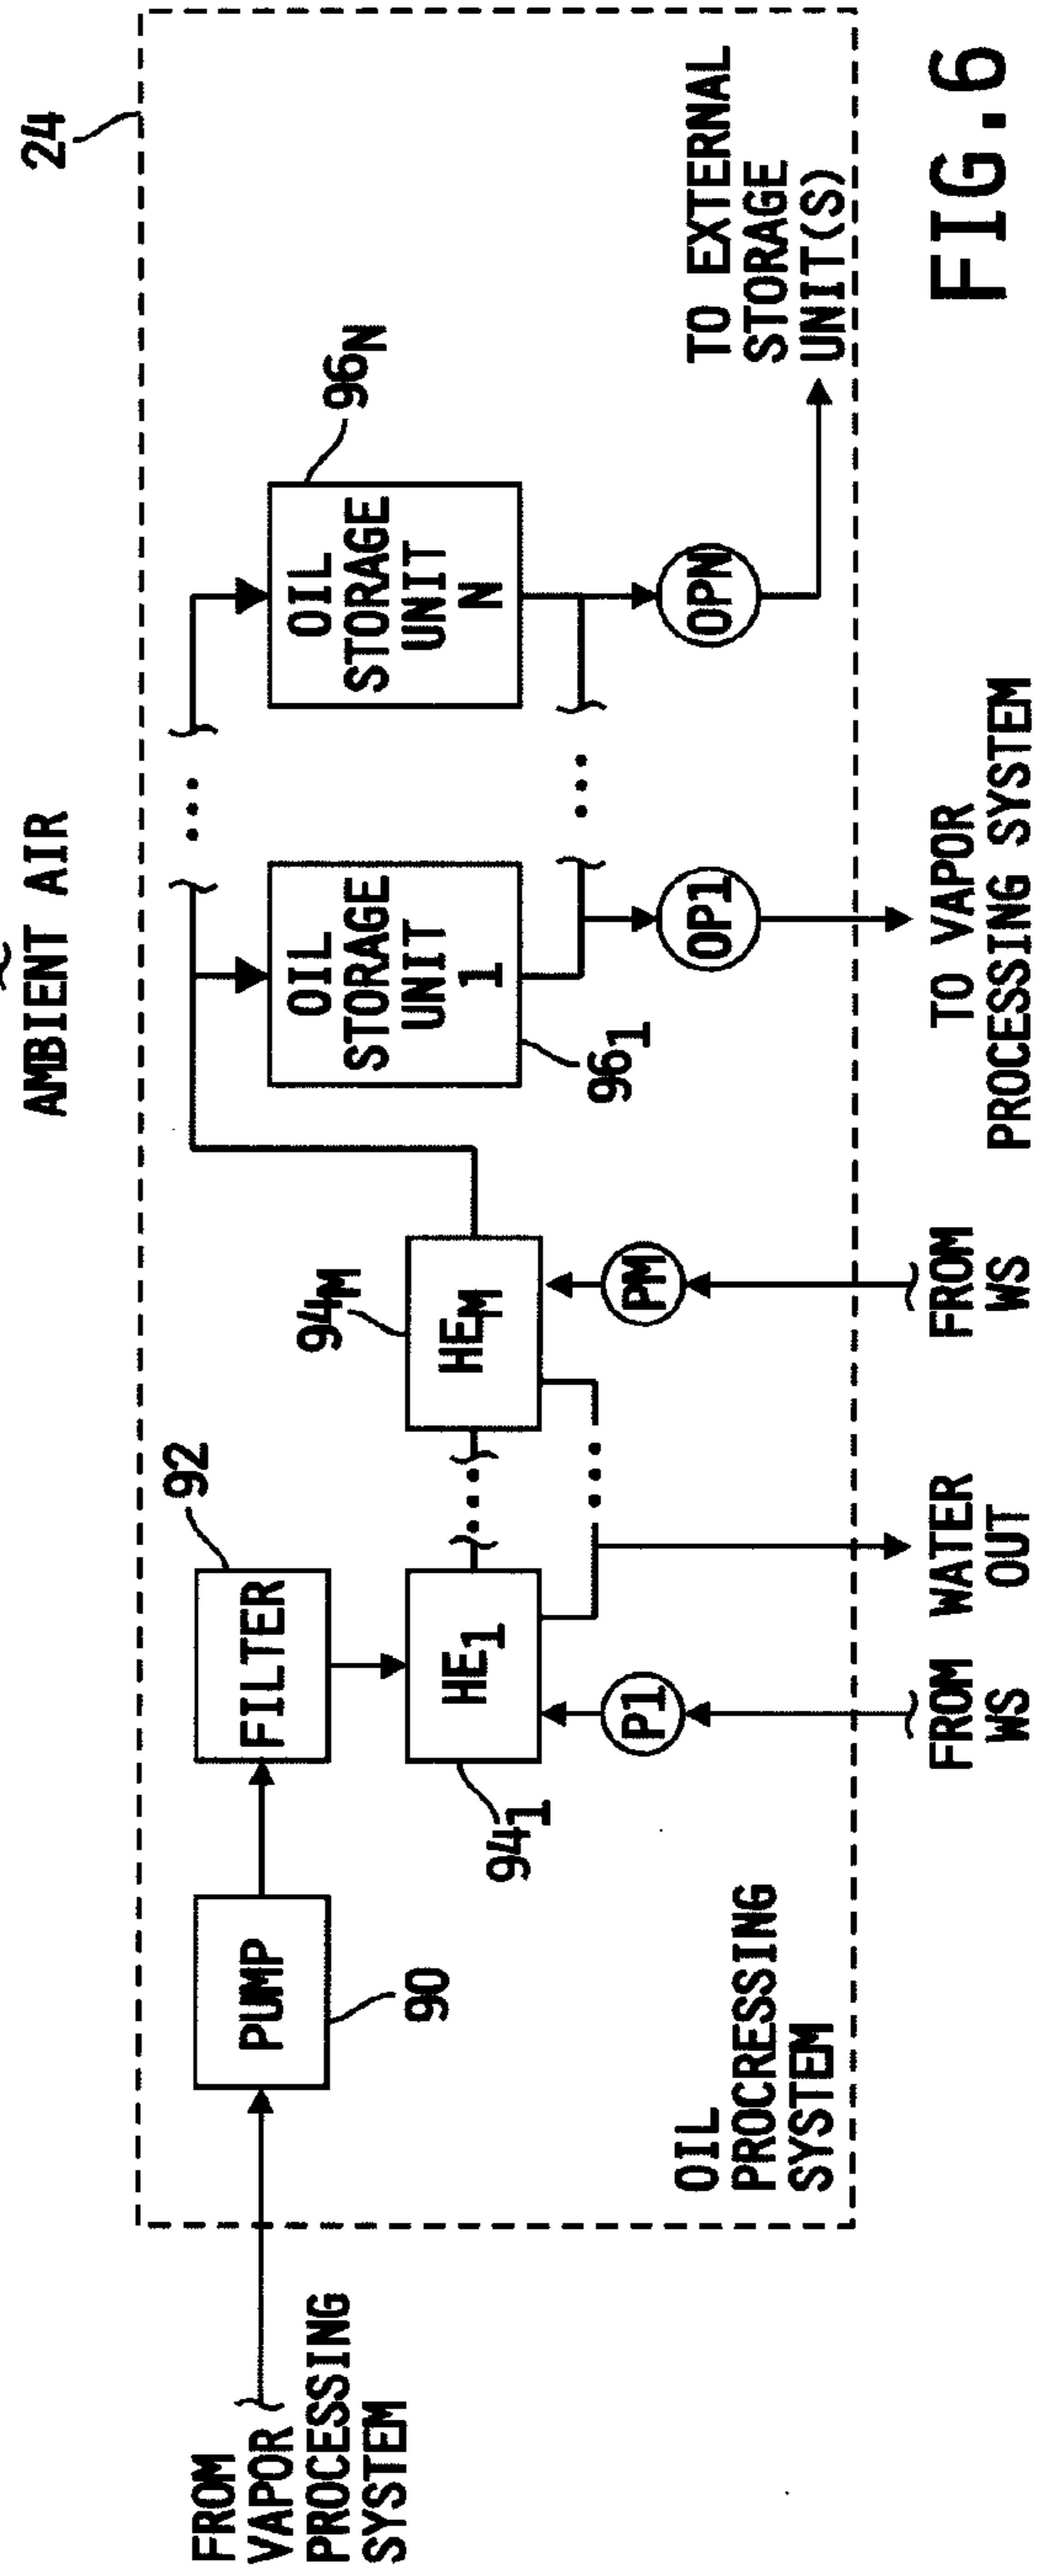 AMBIENT AIR
24
FROM
VAPOR
PROCESSING
SYSTEM
PUMP
90
FILTER
92
HE1
941
HEM
94M
P1
PM
OIL
STORAGE
UNIT
1
961
OIL
STORAGE
UNIT
N
96N
OP1
OPN
TO EXTERNAL
STORAGE
UNIT(S)
OIL
PROCRESSING
SYSTEM
FROM
WS
WATER
OUT
FROM
WS
TO VAPOR
PROCESSING SYSTEM
FIG. 6